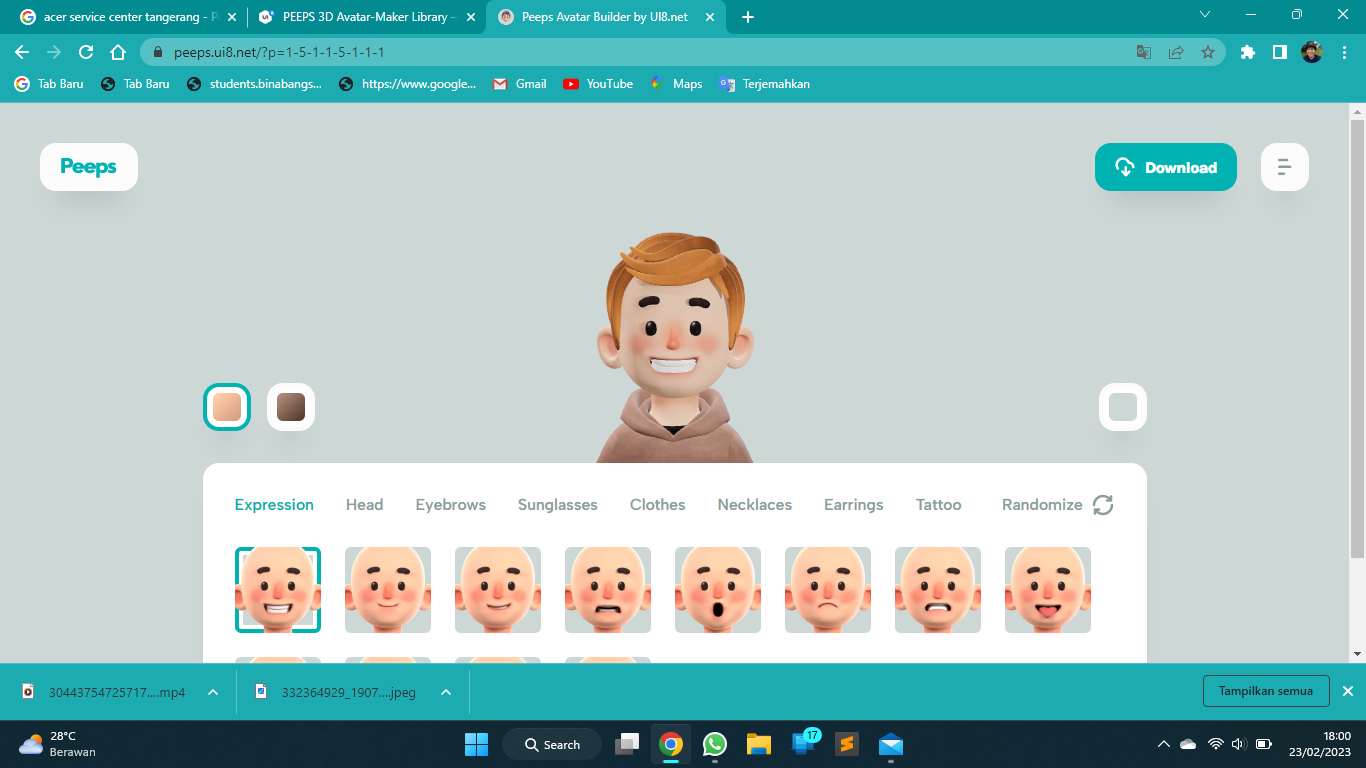 acer service center tangerang - P
PEEPS 3D Avatar-Maker Library –
Peeps Avatar Builder by UI8.net
peeps.ui8.net/?p=1-5-1-1-5-1-1-1
Tab Baru
Tab Baru
students.binabangs...
https://www.google...
Gmail
YouTube
Maps
Terjemahkan
Peeps
Download
Expression
Head
Eyebrows
Sunglasses
Clothes
Necklaces
Earrings
Tattoo
Randomize
30443754725717....mp4
332364929_1907....jpeg
Tampilkan semua
28°C
Berawan
Search
17
18:00
23/02/2023